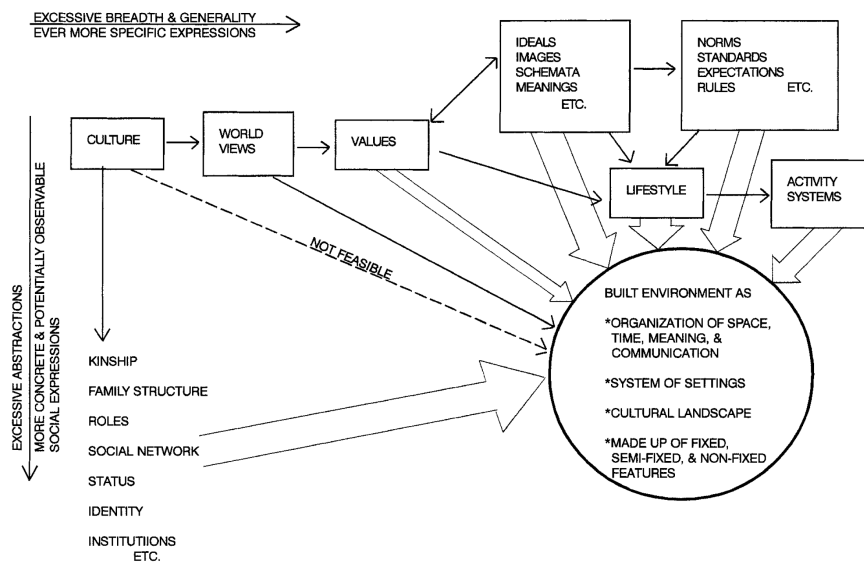 EXCESSIVE BREADTH & GENERALITY
EVER MORE SPECIFIC EXPRESSIONS
IDEALS
IMAGES
SCHEMATA
MEANINGS
ETC.
NORMS
STANDARDS
EXPECTATIONS
RULES ETC.
CULTURE
WORLD
VIEWS
VALUES
LIFESTYLE
ACTIVITY
SYSTEMS
NOT FEASIBLE
EXCESSIVE ABSTRACTIONS
MORE CONCRETE & POTENTIALLY OBSERVABLE
SOCIAL EXPRESSIONS
KINSHIP
FAMILY STRUCTURE
ROLES
SOCIAL NETWORK
STATUS
IDENTITY
INSTITUTIIONS
ETC.
BUILT ENVIRONMENT AS
*ORGANIZATION OF SPACE,
TIME, MEANING, &
COMMUNICATION
*SYSTEM OF SETTINGS
*CULTURAL LANDSCAPE
*MADE UP OF FIXED,
SEMI-FIXED, & NON-FIXED
FEATURES